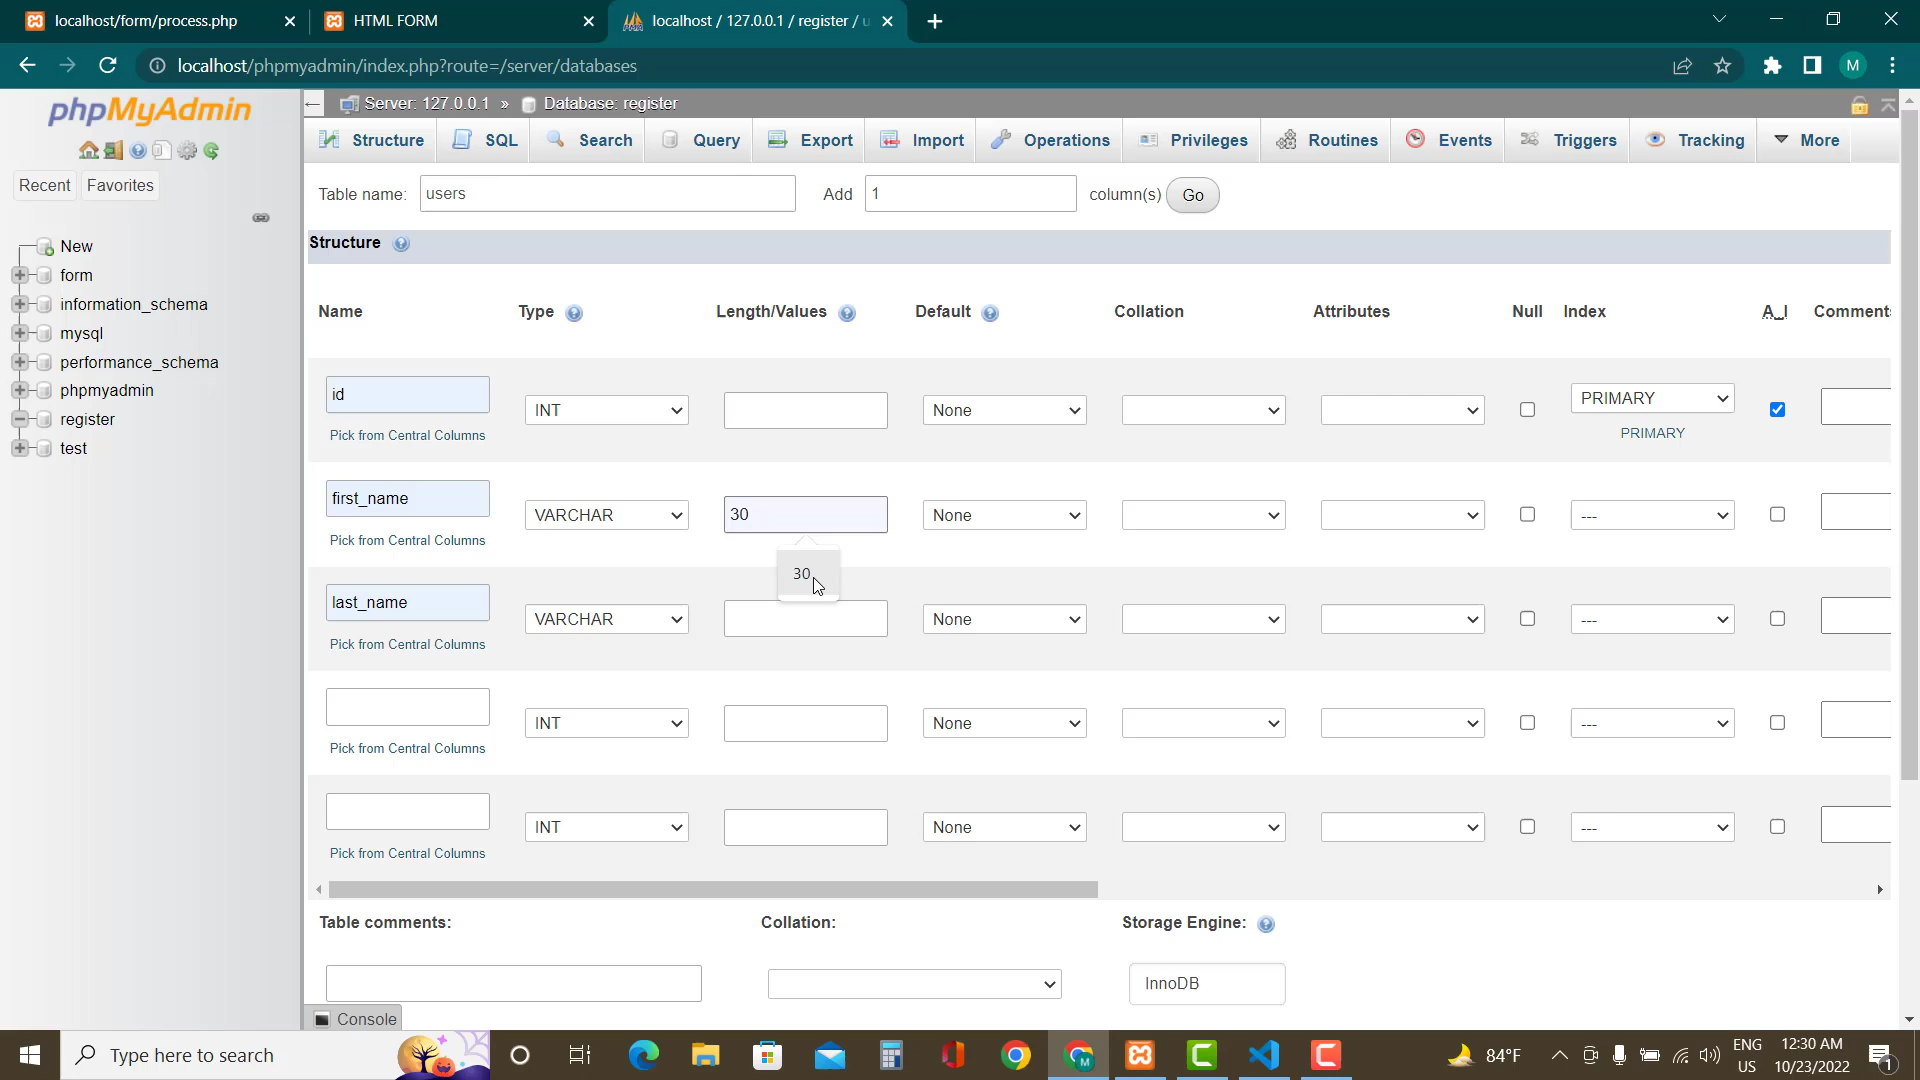 localhost/form/process.php
HTML FORM
localhost / 127.0.0.1 / register / u
localhost/phpmyadmin/index.php?route=/server/databases
M
phpMyAdmin
Recent
Favorites
New
form
information_schema
mysql
performance_schema
phpmyadmin
register
test
Server: 127.0.0.1 » Database: register
Structure SQL Search Query Export Import Operations Privileges Routines Events Triggers Tracking More
Table name: users Add 1 column(s) Go
Structure
Name Type Length/Values Default Collation Attributes Null Index A_I Comments
id INT None PRIMARY
Pick from Central Columns PRIMARY
first_name VARCHAR 30 None ---
Pick from Central Columns
30
last_name VARCHAR None ---
Pick from Central Columns
INT None ---
Pick from Central Columns
INT None ---
Pick from Central Columns
Table comments: Collation: Storage Engine:
InnoDB
Console
Type here to search
84°F
ENG
US
12:30 AM
10/23/2022
1